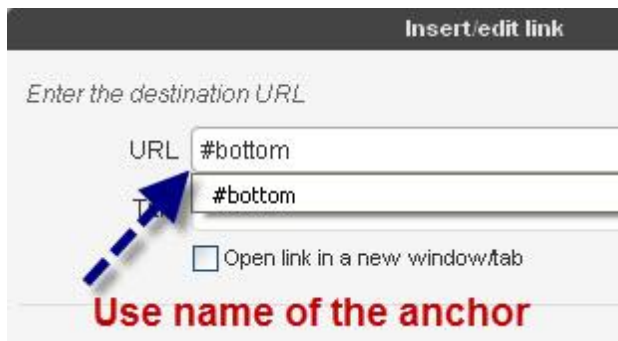 Insert/edit link
Enter the destination URL
URL #bottom
#bottom
Open link in a new window/tab
Use name of the anchor